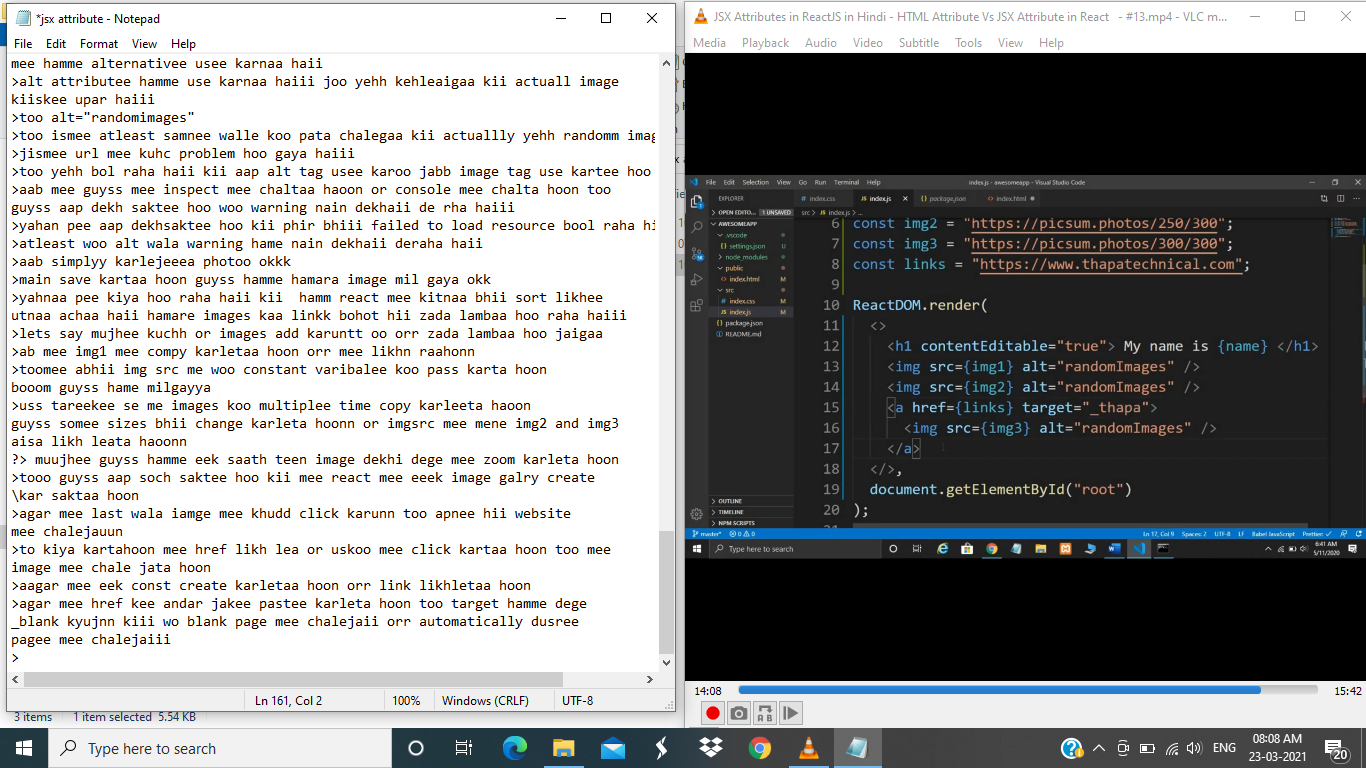 *jsx attribute - Notepad
File Edit Format View Help
mee hamme alternativee usee karnaa haii
>alt attributee hamme use karnaa haiii joo yehh kehleaigaa kii actuall image
kiiskee upar haiii
>too alt="randomimages"
>too ismee atleast samnee walle koo pata chalegaa kii actuallly yehh randomm imag
>jismee url mee kuhc problem hoo gaya haiii
>too yehh bol raha haii kii aap alt tag usee karoo jabb image tag use kartee hoo
>aab mee guyss mee inspect mee chaltaa haoon or console mee chalta hoon too
guyss aap dekh saktee hoo woo warning nain dekhaii de rha haiii
>yahan pee aap dekhsaktee hoo kii phir bhiii failed to load resource bool raha hi
>atleast woo alt wala warning hame nain dekhaii deraha haii
>aab simplyy karlejeeea photoo okkk
>main save kartaa hoon guyss hamme hamara image mil gaya okk
>yahnaa pee kiya hoo raha haii kii  hamm react mee kitnaa bhii sort likhee
utnaa achaa haii hamare images kaa linkk bohot hii zada lambaa hoo raha haiii
>lets say mujhee kuchh or images add karuntt oo orr zada lambaa hoo jaigaa
>ab mee img1 mee compy karletaa hoon orr mee likhn raahonn
>toomee abhii img src me woo constant varibalee koo pass karta hoon
booom guyss hame milgayya
>uss tareekee se me images koo multiplee time copy karleeta haoon
guyss somee sizes bhii change karleta hoonn or imgsrc mee mene img2 and img3
aisa likh leata haoonn
?> muujhee guyss hamme eek saath teen image dekhi dege mee zoom karleta hoon
>tooo guyss aap soch saktee hoo kii mee react mee eeek image galry create
\kar saktaa hoon
>agar mee last wala iamge mee khudd click karunn too apnee hii website
mee chalejauun
>to kiya kartahoon mee href likh lea or uskoo mee click kartaa hoon too mee
image mee chale jata hoon
>aagar mee eek const create karletaa hoon orr link likhletaa hoon
>agar mee href kee andar jakee pastee karleta hoon too target hamme dege
_blank kyujnn kiii wo blank page mee chalejaii orr automatically dusree
pagee mee chalejaiii
>
Ln 161, Col 2 100% Windows (CRLF) UTF-8
3 items 1 item selected 5.54 KB
JSX Attributes in ReactJS in Hindi - HTML Attribute Vs JSX Attribute in React - #13.mp4 - VLC m...
Media Playback Audio Video Subtitle Tools View Help
File Edit Selection View Go Run Terminal Help index.js - awesomeapp - Visual Studio Code
EXPLORER
OPEN EDITO... 1 UNSAVED
AWESOMEAPP
.vscode
settings.json U
node_modules
public
index.html M
src
index.css M
index.js M
package.json
README.md
OUTLINE
TIMELINE
NPM SCRIPTS
index.css index.js package.json index.html
src > index.js > ...
6 const img2 = "https://picsum.photos/250/300";
7 const img3 = "https://picsum.photos/300/300";
8 const links = "https://www.thapatechnical.com";
9
10 ReactDOM.render(
11 <>
12 <h1 contentEditable="true"> My name is {name} </h1>
13 <img src={img1} alt="randomImages" />
14 <img src={img2} alt="randomImages" />
15 <a href={links} target="_thapa">
16 <img src={img3} alt="randomImages" />
17 </a>
18 </>,
19 document.getElementById("root")
20 );
master* 0 0 Ln 17, Col 9 Spaces: 2 UTF-8 LF Babel JavaScript Prettier: ✓
Type here to search 6:41 AM
5/11/2020
14:08 15:42
Type here to search ENG 08:08 AM
23-03-2021 20